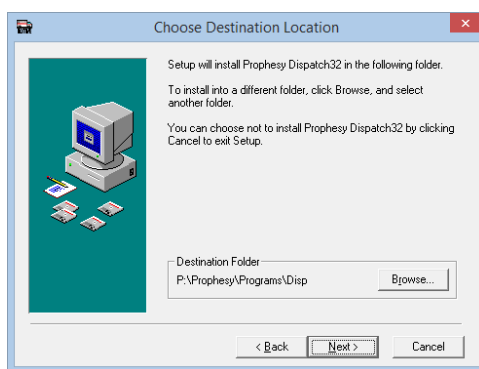 Choose Destination Location
Setup will install Prophesy Dispatch32 in the following folder.
To install into a different folder, click Browse, and select
another folder.
You can choose not to install Prophesy Dispatch32 by clicking
Cancel to exit Setup.
Destination Folder
P:\Prophesy\Programs\Disp
Browse...
< Back
Next >
Cancel